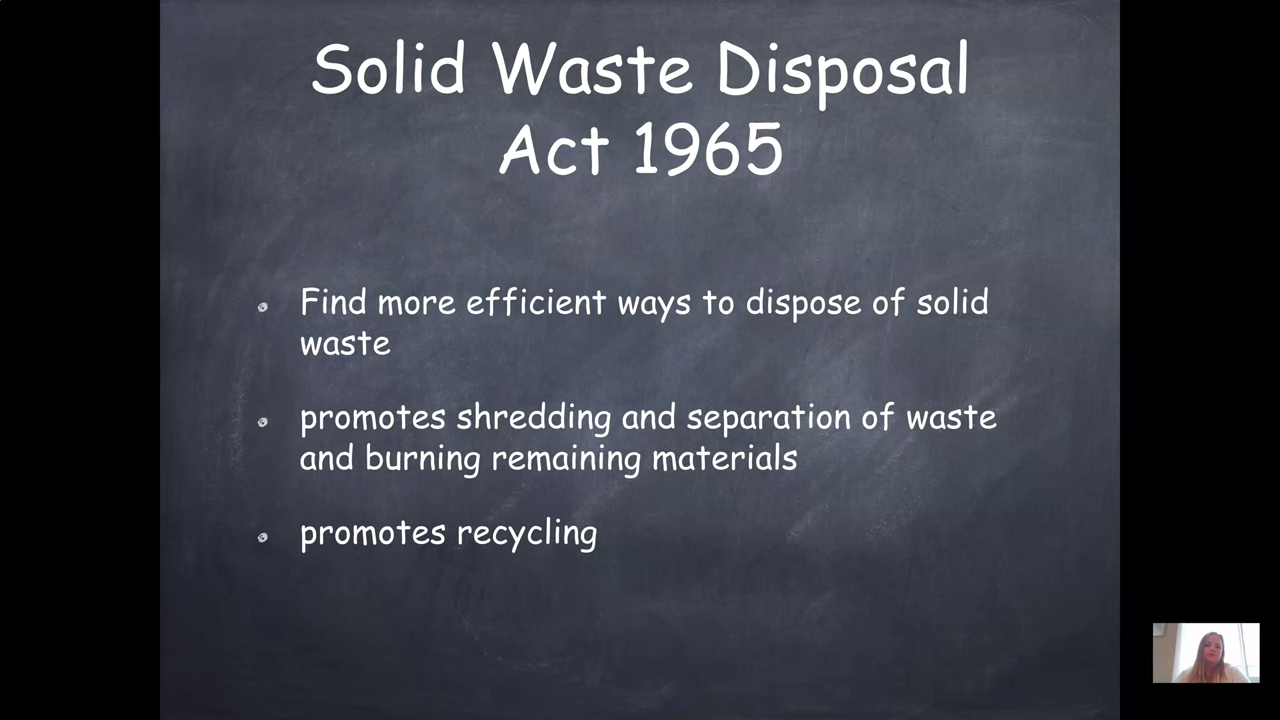 Solid Waste Disposal
Act 1965
Find more efficient ways to dispose of solid
waste
promotes shredding and separation of waste
and burning remaining materials
promotes recycling